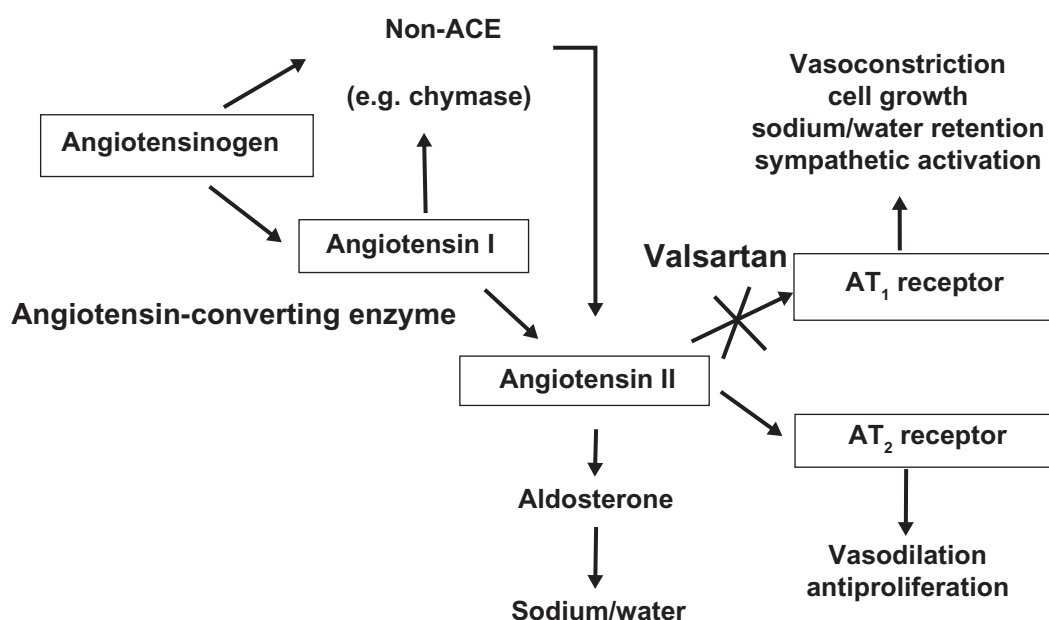 Non-ACE
(e.g. chymase)
Angiotensinogen
Angiotensin I
Angiotensin-converting enzyme
Angiotensin II
Aldosterone
Sodium/water
Valsartan
Vasoconstriction
cell growth
sodium/water retention
sympathetic activation
AT₁ receptor
AT₂ receptor
Vasodilation
antiproliferation